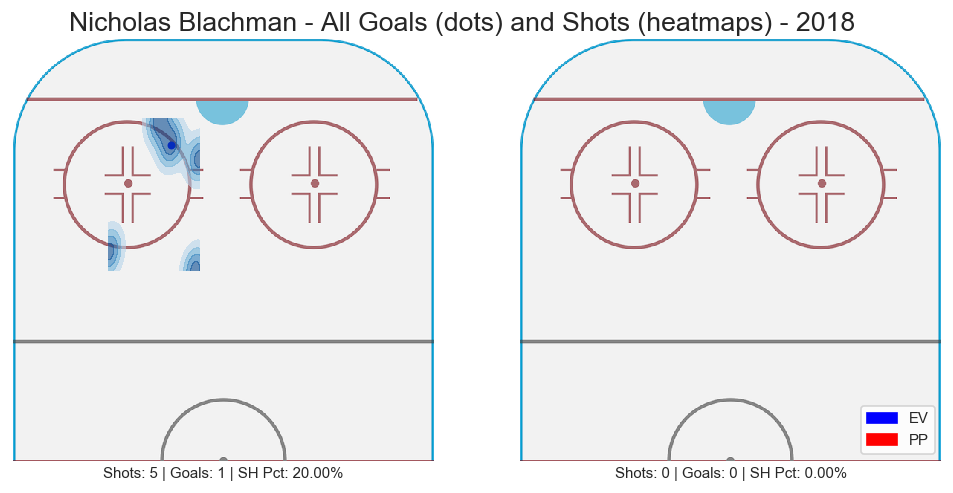 Nicholas Blachman - All Goals (dots) and Shots (heatmaps) - 2018
EV
PP
Shots: 5 | Goals: 1 | SH Pct: 20.00%
Shots: 0 | Goals: 0 | SH Pct: 0.00%